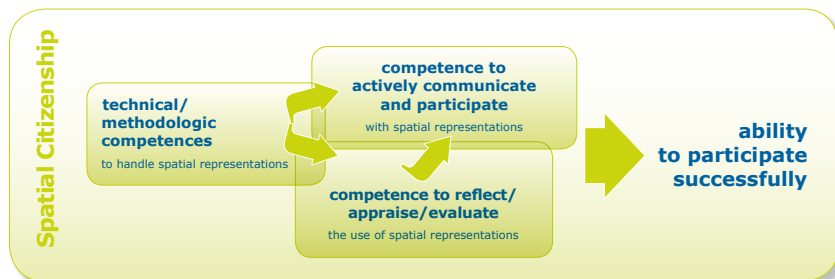 Spatial Citizenship
technical/
methodologic
competences
to handle spatial representations
competence to
actively communicate
and participate
with spatial representations
competence to reflect/
appraise/evaluate
the use of spatial representations
ability
to participate
successfully